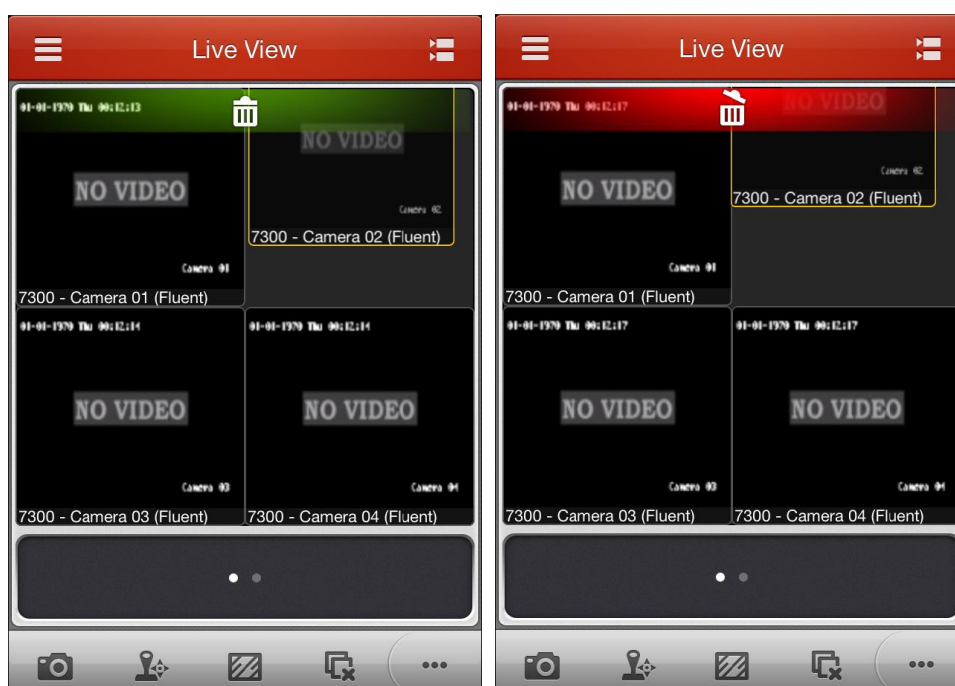 Live View
01-01-1970 Thu 00:12:13
NO VIDEO
Camera 01
7300 - Camera 01 (Fluent)
NO VIDEO
Camera 02
7300 - Camera 02 (Fluent)
01-01-1970 Thu 00:12:14
NO VIDEO
Camera 03
7300 - Camera 03 (Fluent)
01-01-1970 Thu 00:12:14
NO VIDEO
Camera 04
7300 - Camera 04 (Fluent)
Live View
01-01-1970 Thu 00:12:17
NO VIDEO
Camera 01
7300 - Camera 01 (Fluent)
NO VIDEO
Camera 02
7300 - Camera 02 (Fluent)
01-01-1970 Thu 00:12:17
NO VIDEO
Camera 03
7300 - Camera 03 (Fluent)
01-01-1970 Thu 00:12:17
NO VIDEO
Camera 04
7300 - Camera 04 (Fluent)